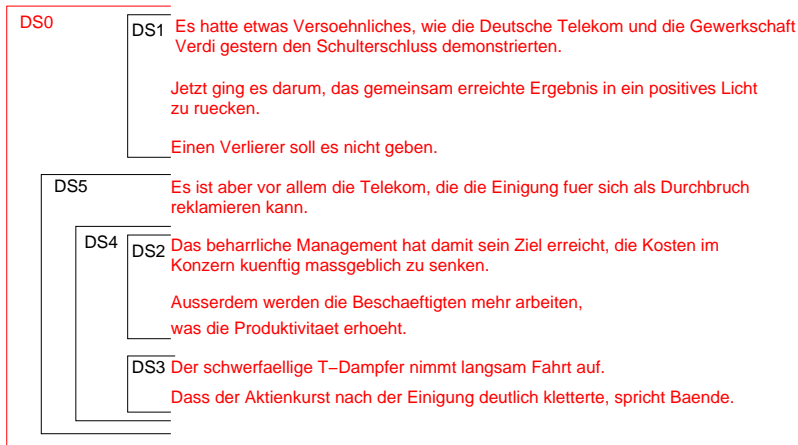 DS0
DS1
Es hatte etwas Versoehnliches, wie die Deutsche Telekom und die Gewerkschaft
Verdi gestern den Schulterschluss demonstrierten.
Jetzt ging es darum, das gemeinsam erreichte Ergebnis in ein positives Licht
zu ruecken.
Einen Verlierer soll es nicht geben.
DS5
Es ist aber vor allem die Telekom, die die Einigung fuer sich als Durchbruch
reklamieren kann.
DS4
DS2
Das beharrliche Management hat damit sein Ziel erreicht, die Kosten im
Konzern kuenftig massgeblich zu senken.
Ausserdem werden die Beschaeftigten mehr arbeiten,
was die Produktivitaet erhoeht.
DS3
Der schwerfaellige T−Dampfer nimmt langsam Fahrt auf.
Dass der Aktienkurst nach der Einigung deutlich kletterte, spricht Baende.